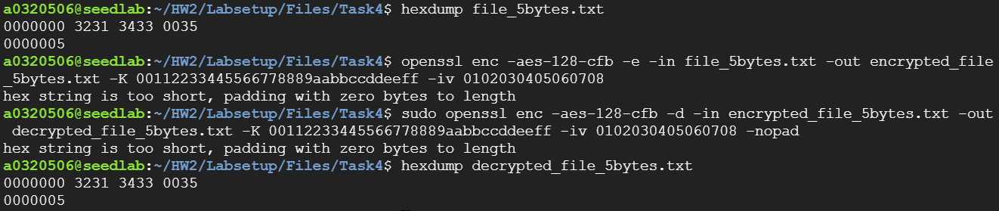 a0320506@seedlab:~/HW2/Labsetup/Files/Task4$ hexdump file_5bytes.txt
0000000 3231 3433 0035
0000005
a0320506@seedlab:~/HW2/Labsetup/Files/Task4$ openssl enc -aes-128-cfb -e -in file_5bytes.txt -out encrypted_file
_5bytes.txt -K 00112233445566778889aabbccddeeff -iv 0102030405060708
hex string is too short, padding with zero bytes to length
a0320506@seedlab:~/HW2/Labsetup/Files/Task4$ sudo openssl enc -aes-128-cfb -d -in encrypted_file_5bytes.txt -out
 decrypted_file_5bytes.txt -K 00112233445566778889aabbccddeeff -iv 0102030405060708 -nopad
hex string is too short, padding with zero bytes to length
a0320506@seedlab:~/HW2/Labsetup/Files/Task4$ hexdump decrypted_file_5bytes.txt
0000000 3231 3433 0035
0000005